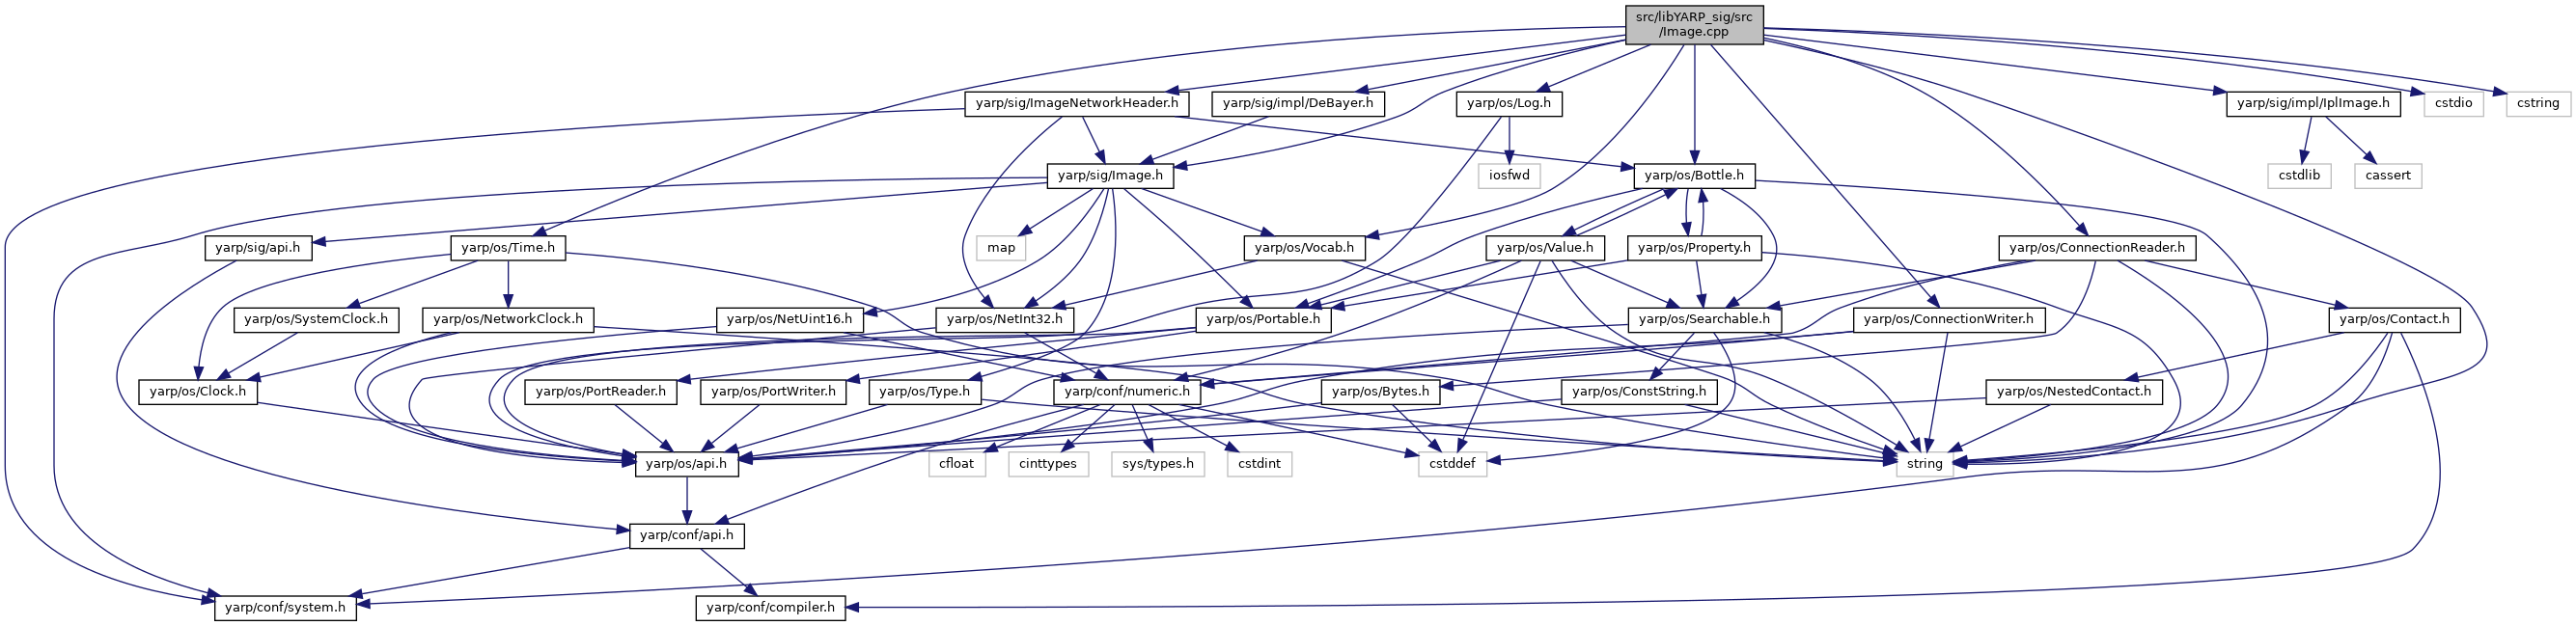 src/libYARP_sig/src
/Image.cpp
yarp/sig/ImageNetworkHeader.h
yarp/sig/impl/DeBayer.h
yarp/os/Log.h
yarp/sig/impl/IplImage.h
cstdio
cstring
yarp/sig/Image.h
iosfwd
yarp/os/Bottle.h
cstdlib
cassert
yarp/sig/api.h
yarp/os/Time.h
map
yarp/os/Vocab.h
yarp/os/Value.h
yarp/os/Property.h
yarp/os/ConnectionReader.h
yarp/os/SystemClock.h
yarp/os/NetworkClock.h
yarp/os/NetUint16.h
yarp/os/NetInt32.h
yarp/os/Portable.h
yarp/os/Searchable.h
yarp/os/ConnectionWriter.h
yarp/os/Contact.h
yarp/os/Clock.h
yarp/os/PortReader.h
yarp/os/PortWriter.h
yarp/os/Type.h
yarp/conf/numeric.h
yarp/os/Bytes.h
yarp/os/ConstString.h
yarp/os/NestedContact.h
yarp/os/api.h
cfloat
cinttypes
sys/types.h
cstdint
cstddef
string
yarp/conf/api.h
yarp/conf/system.h
yarp/conf/compiler.h